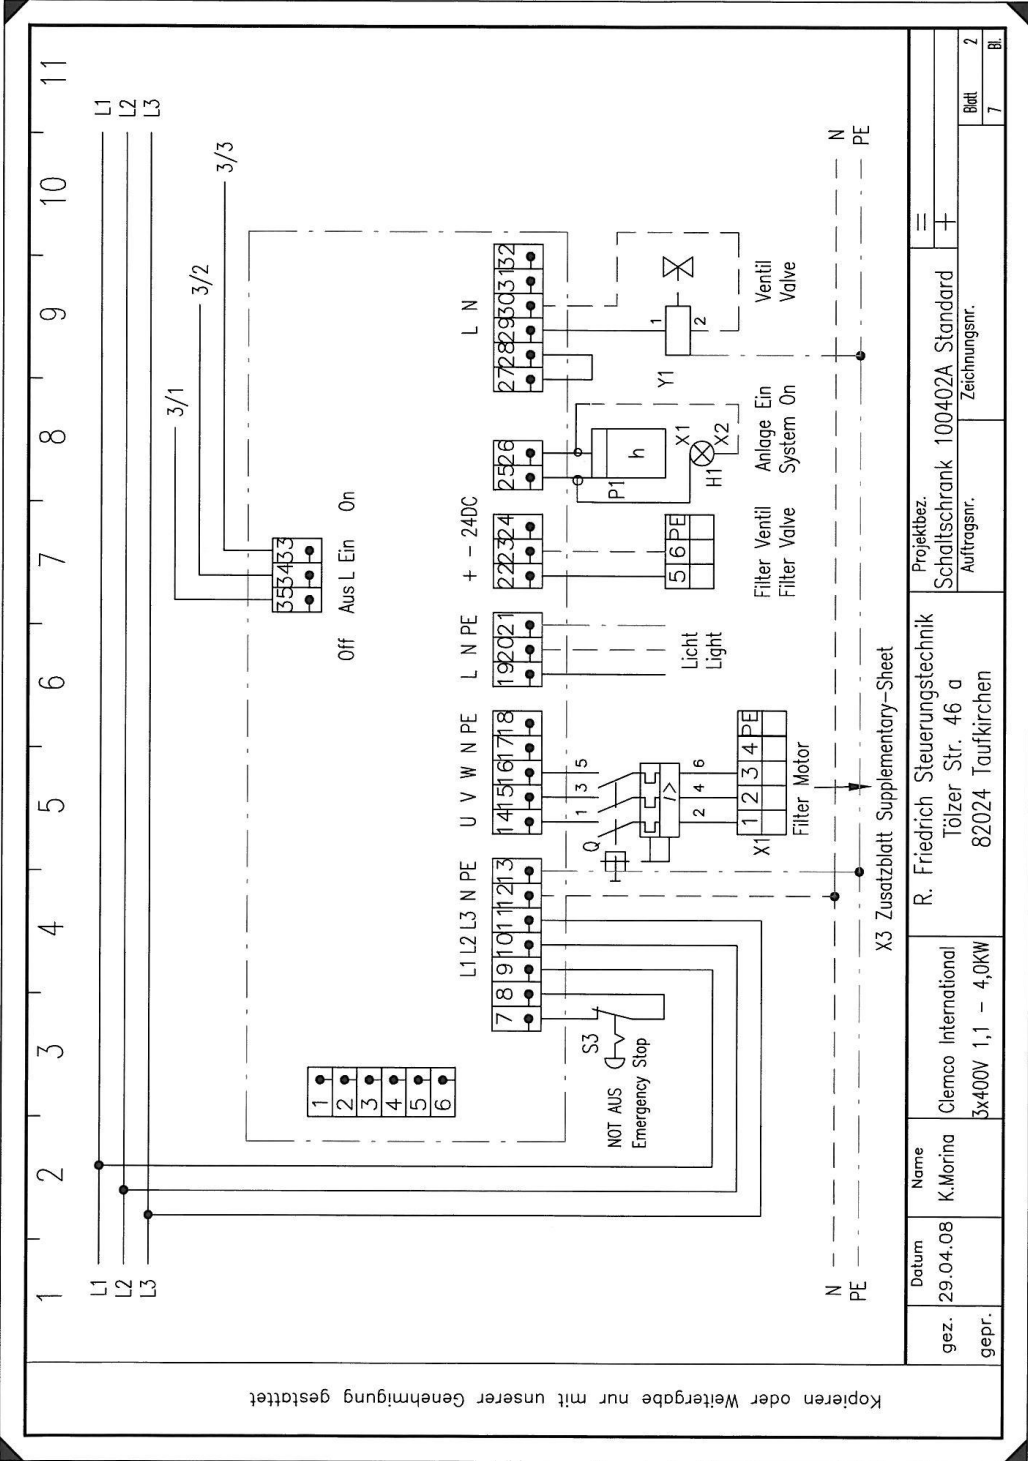 1 2 3 4 5 6 7 8 9 10 11
L1 L1
L2 L2
L3 L3
3/1
3/2
3/3
35 34 33
Aus L Ein
Off On
1
2
3
4
5
6
L1 L2 L3 N PE
7 8 9 10 11 12 13
U V W N PE
14 15 16 17 18
L N PE
19 20 21
+ - 24DC
22 23 24
25 26
L N
27 28 29 30 31 32
S3
NOT AUS
Emergency Stop
Q
1 3 5
I>
2 4 6
X1
1 2 3 4 PE
Filter Motor
Licht
Light
5 6 PE
Filter Ventil
Filter Valve
P1
h
H1
X1
X2
Anlage Ein
System On
Y1
1
2
Ventil
Valve
N N
PE PE
X3 Zusatzblatt Supplementary-Sheet
Datum
Name
gez.
29.04.08
K.Morina
gepr.
Clemco International
3x400V 1,1 - 4,0KW
R. Friedrich Steuerungstechnik
Tölzer Str. 46 a
82024 Taufkirchen
Projektbez.
Schaltschrank 100402A Standard
Auftragsnr.
Zeichnungsnr.
=
+
Blatt 2
7 Bl.
Kopieren oder Weitergabe nur mit unserer Genehmigung gestattet